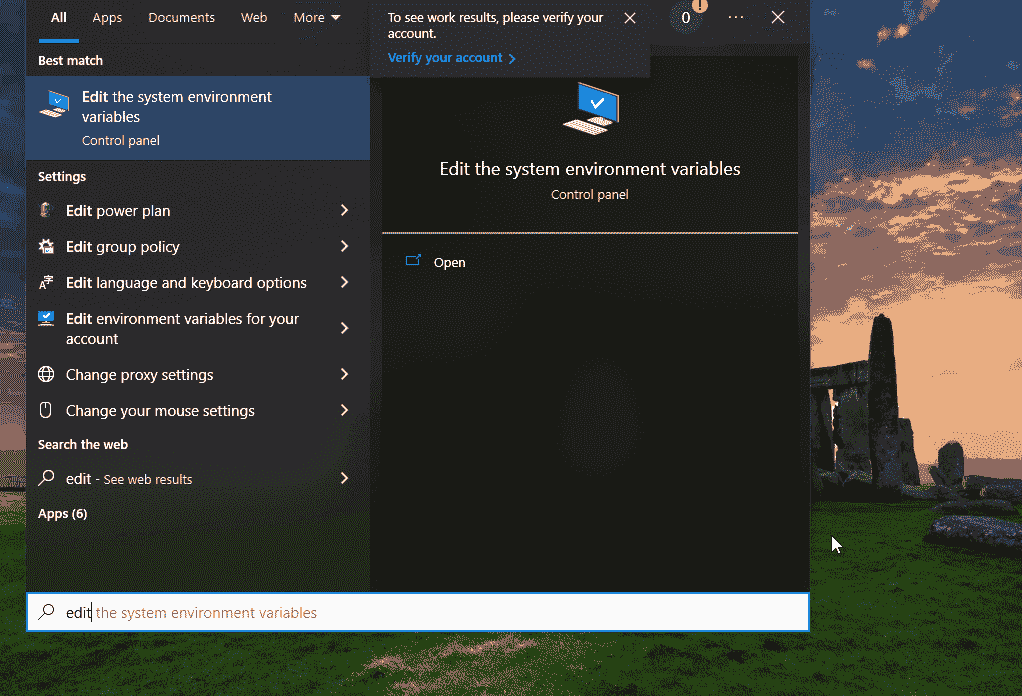 All Apps Documents Web More
To see work results, please verify your
account.
Verify your account
0
!
Best match
Edit the system environment
variables
Control panel
Settings
Edit power plan
Edit group policy
Edit language and keyboard options
Edit environment variables for your
account
Change proxy settings
Change your mouse settings
Search the web
edit - See web results
Apps (6)
Edit the system environment variables
Control panel
Open
edit the system environment variables